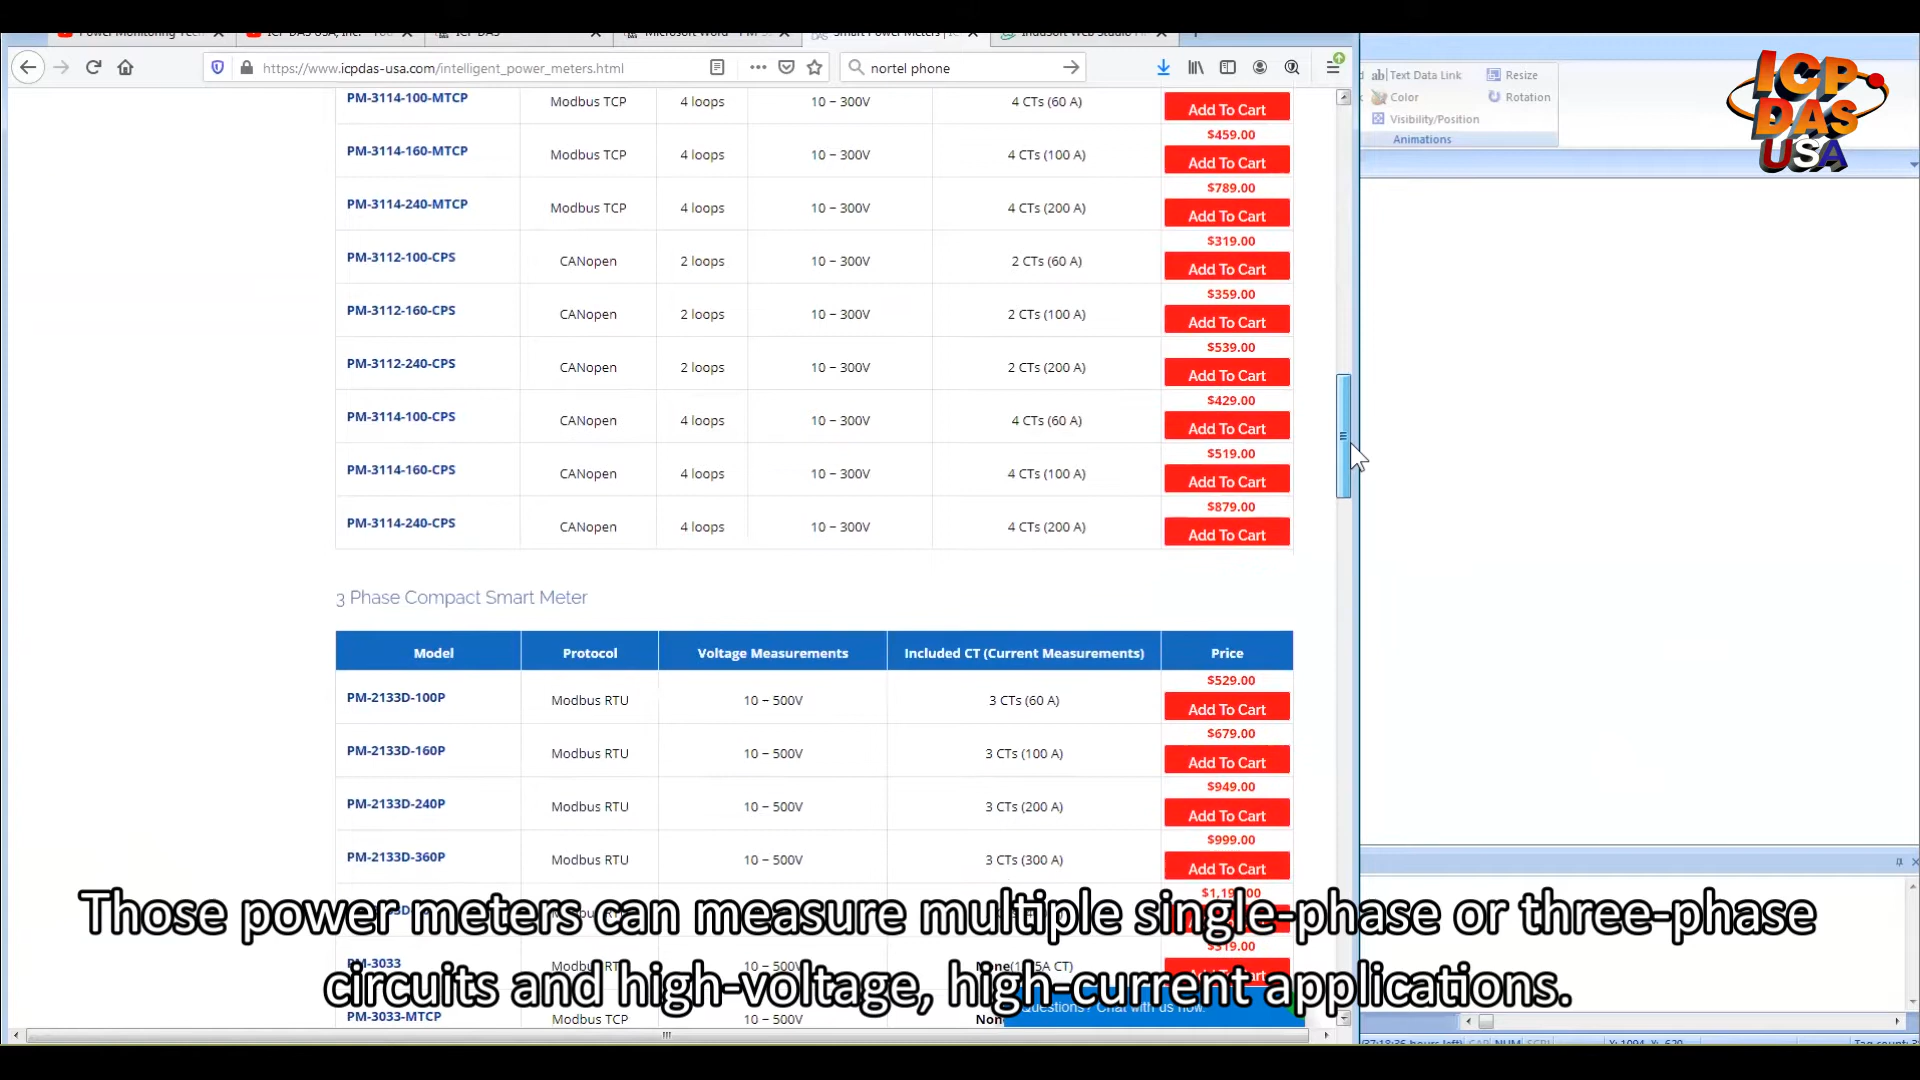 https://www.icpdas-usa.com/intelligent_power_meters.html
nortel phone
Text Data Link
Resize
Color
Rotation
Visibility/Position
Animations
ICP
DAS
USA
PM-3114-100-MTCP Modbus TCP 4 loops 10 – 300V 4 CTs (60 A) Add To Cart
PM-3114-160-MTCP Modbus TCP 4 loops 10 – 300V 4 CTs (100 A) $459.00 Add To Cart
PM-3114-240-MTCP Modbus TCP 4 loops 10 – 300V 4 CTs (200 A) $789.00 Add To Cart
PM-3112-100-CPS CANopen 2 loops 10 – 300V 2 CTs (60 A) $319.00 Add To Cart
PM-3112-160-CPS CANopen 2 loops 10 – 300V 2 CTs (100 A) $359.00 Add To Cart
PM-3112-240-CPS CANopen 2 loops 10 – 300V 2 CTs (200 A) $539.00 Add To Cart
PM-3114-100-CPS CANopen 4 loops 10 – 300V 4 CTs (60 A) $429.00 Add To Cart
PM-3114-160-CPS CANopen 4 loops 10 – 300V 4 CTs (100 A) $519.00 Add To Cart
PM-3114-240-CPS CANopen 4 loops 10 – 300V 4 CTs (200 A) $879.00 Add To Cart
3 Phase Compact Smart Meter
Model Protocol Voltage Measurements Included CT (Current Measurements) Price
PM-2133D-100P Modbus RTU 10 – 500V 3 CTs (60 A) $529.00 Add To Cart
PM-2133D-160P Modbus RTU 10 – 500V 3 CTs (100 A) $679.00 Add To Cart
PM-2133D-240P Modbus RTU 10 – 500V 3 CTs (200 A) $949.00 Add To Cart
PM-2133D-360P Modbus RTU 10 – 500V 3 CTs (300 A) $999.00 Add To Cart
PM-3033 10 – 500V
PM-3033-MTCP Modbus TCP 10 – 500V
Questions? Chat with us now.
Those power meters can measure multiple single-phase or three-phase
circuits and high-voltage, high-current applications.